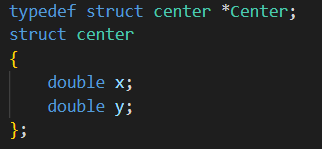 typedef struct center *Center;
struct center
{
    double x;
    double y;
};